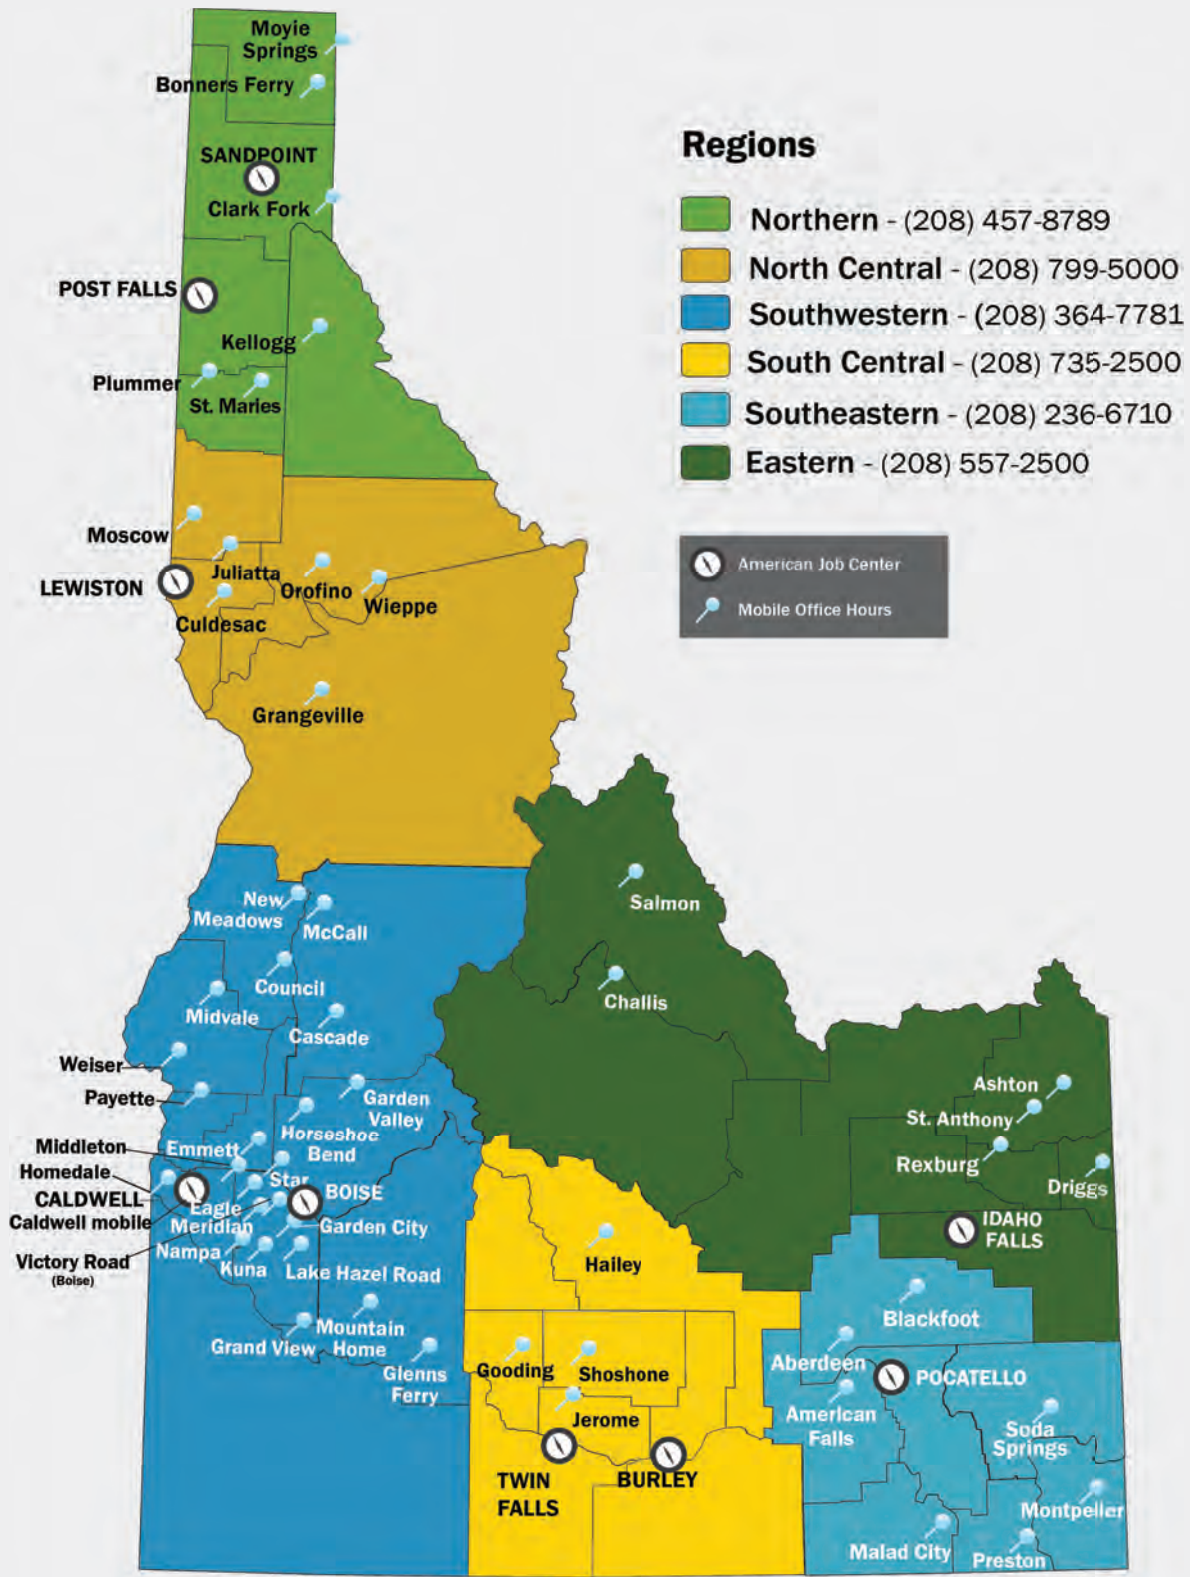 Moyie
Springs
Bonners Ferry
SANDPOINT
Clark Fork
POST FALLS
Kellogg
Plummer
St. Maries
Regions
Northern - (208) 457-8789
North Central - (208) 799-5000
Southwestern - (208) 364-7781
South Central - (208) 735-2500
Southeastern - (208) 236-6710
Eastern - (208) 557-2500
American Job Center
Mobile Office Hours
Moscow
Juliatta
LEWISTON
Orofino
Wieppe
Culdesac
Grangeville
New
Meadows
McCall
Salmon
Council
Challis
Midvale
Cascade
Weiser
Payette
Garden
Valley
Ashton
St. Anthony
Horseshoe
Bend
Emmett
Middleton
Rexburg
Homedale
Star
Driggs
CALDWELL
BOISE
Eagle
Caldwell mobile
Meridian
Garden City
IDAHO
FALLS
Victory Road
(Boise)
Nampa
Kuna
Lake Hazel Road
Hailey
Blackfoot
Mountain
Home
Grand View
Glenns
Ferry
Gooding
Shoshone
Aberdeen
POCATELLO
American
Falls
Jerome
Soda
Springs
TWIN
FALLS
BURLEY
Montpelier
Malad City
Preston